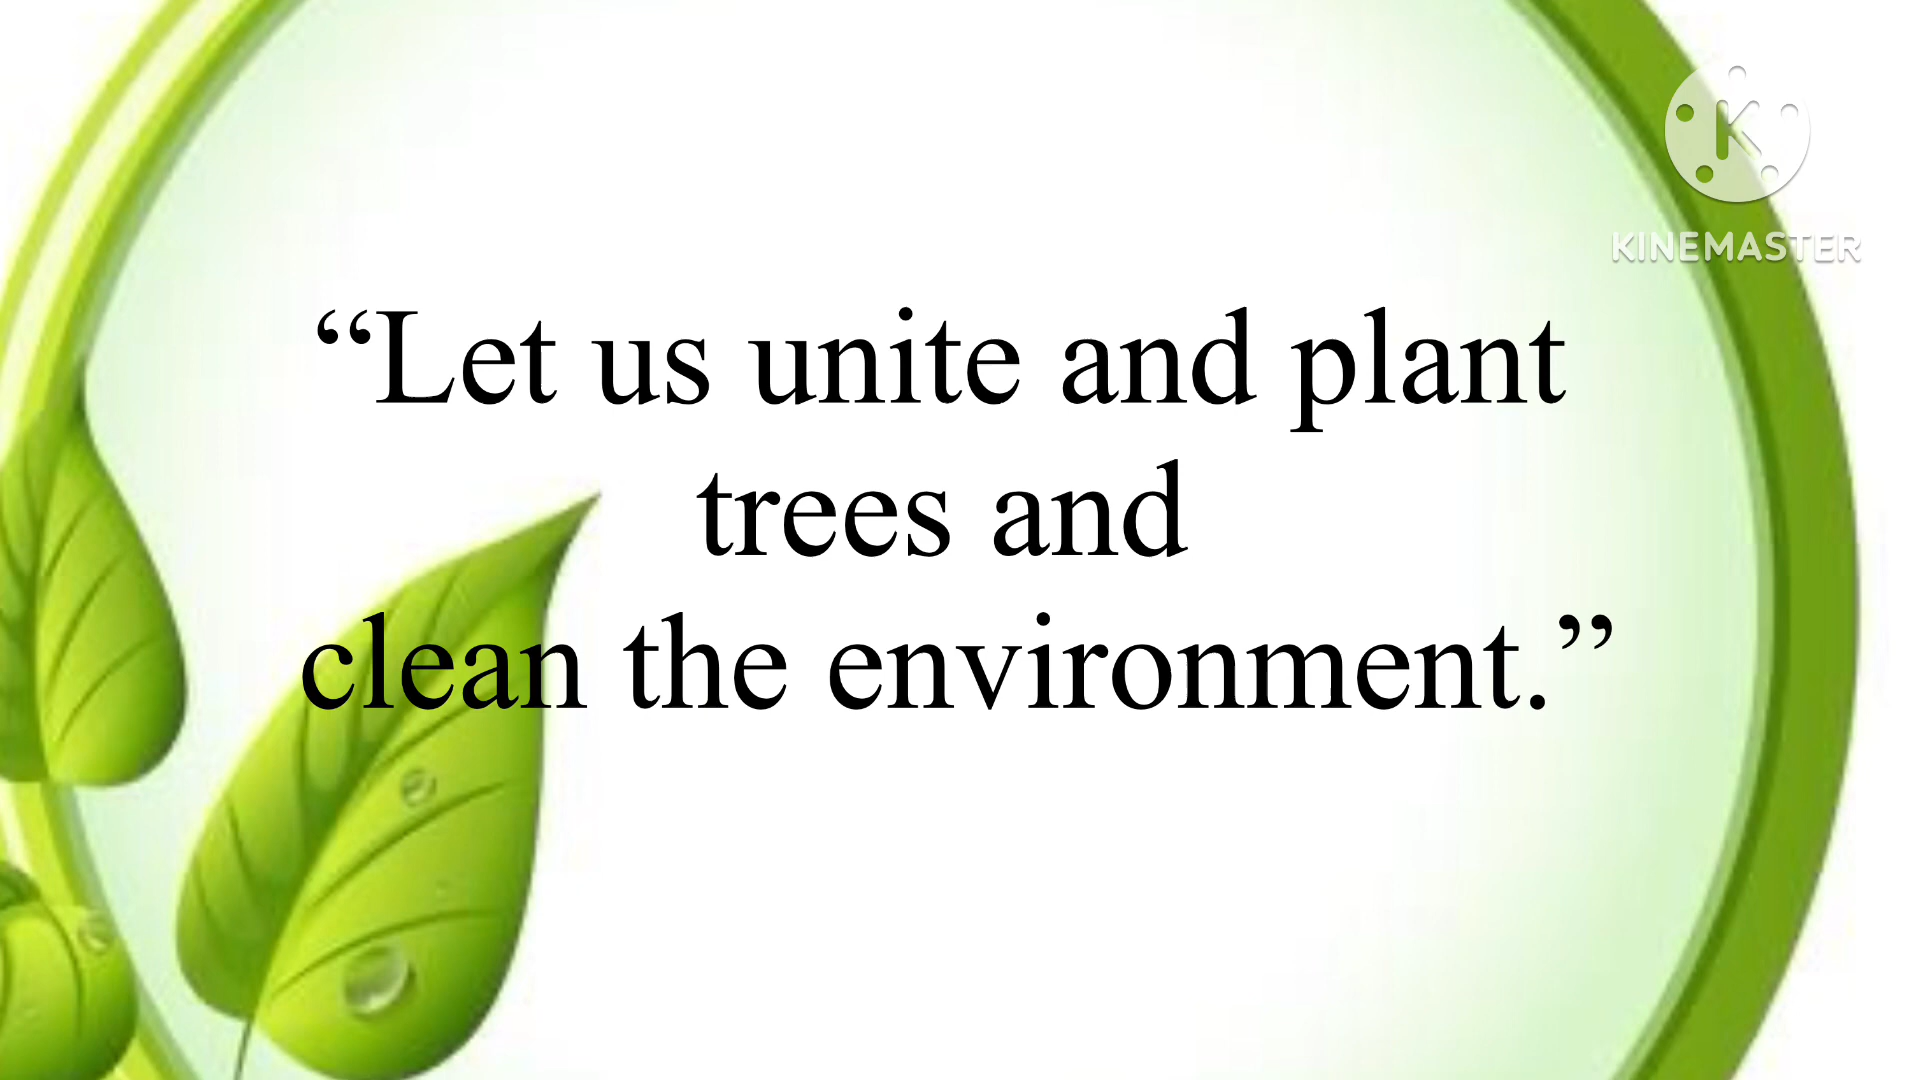 K
KINEMASTER
“Let us unite and plant
trees and
clean the environment.”